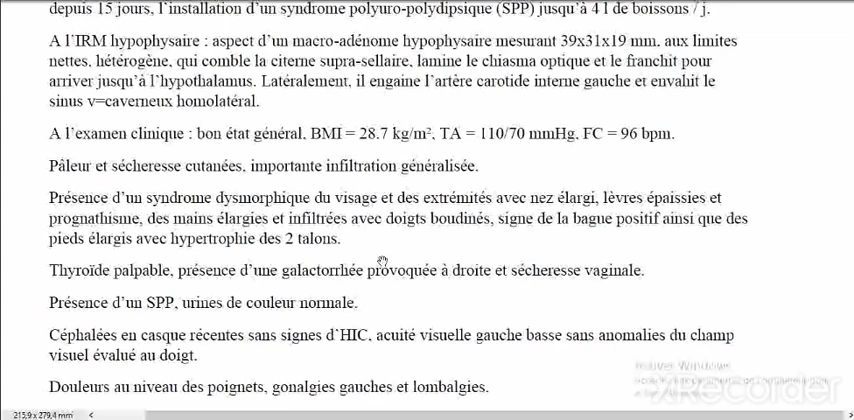 depuis 15 jours, l'installation d'un syndrome polyuro-polydipsique (SPP) jusqu'à 4 l de boissons / j.
A l'IRM hypophysaire : aspect d'un macro-adénome hypophysaire mesurant 39x31x19 mm, aux limites
nettes, hétérogène, qui comble la citerne supra-sellaire, lamine le chiasma optique et le franchit pour
arriver jusqu'à l'hypothalamus. Latéralement, il engaine l'artère carotide interne gauche et envahit le
sinus v=caverneux homolatéral.
A l'examen clinique : bon état général, BMI = 28.7 kg/m², TA = 110/70 mmHg, FC = 96 bpm.
Pâleur et sécheresse cutanées, importante infiltration généralisée.
Présence d'un syndrome dysmorphique du visage et des extrémités avec nez élargi, lèvres épaissies et
prognathisme, des mains élargies et infiltrées avec doigts boudinés, signe de la bague positif ainsi que des
pieds élargis avec hypertrophie des 2 talons.
Thyroïde palpable, présence d'une galactorrhée provoquée à droite et sécheresse vaginale.
Présence d'un SPP, urines de couleur normale.
Céphalées en casque récentes sans signes d'HIC, acuité visuelle gauche basse sans anomalies du champ
visuel évalué au doigt.
Windows
XRecorder
Douleurs au niveau des poignets, gonalgies gauches et lombalgies.
215,9 x 279,4 mm